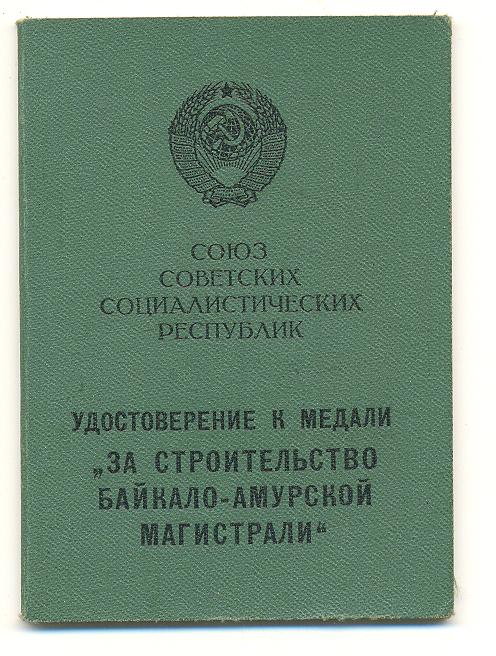 СОЮЗ
СОВЕТСКИХ
СОЦИАЛИСТИЧЕСКИХ
РЕСПУБЛИК
УДОСТОВЕРЕНИЕ К МЕДАЛИ
„ЗА СТРОИТЕЛЬСТВО
БАЙКАЛО-АМУРСКОЙ
МАГИСТРАЛИ“